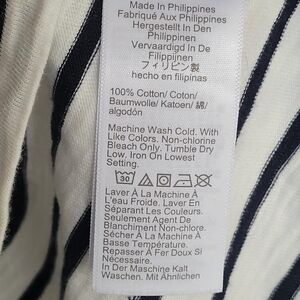 Made In Philippines
Fabriqué Aux Philippines
Hergestellt In Den
Philippinen
Vervaardigd In De
Filippijnen
フィリピン製
hecho en filipinas
100% Cotton/ Coton/
Baumwolle/ Katoen/ 綿/
algodón
Machine Wash Cold. With
Like Colors. Non-chlorine
Bleach Only. Tumble Dry
Low. Iron On Lowest
Setting.
30
Laver À La Machine À
L'eau Froide. Laver En
Séparant Les Couleurs.
Seulement Agent De
Blanchiment Non-chlore.
Sécher À La Machine À
Basse Température.
Repasser À Fer Doux Si
Nécessaire.
In Der Maschine Kalt
Waschen. Mit Ähnlichen